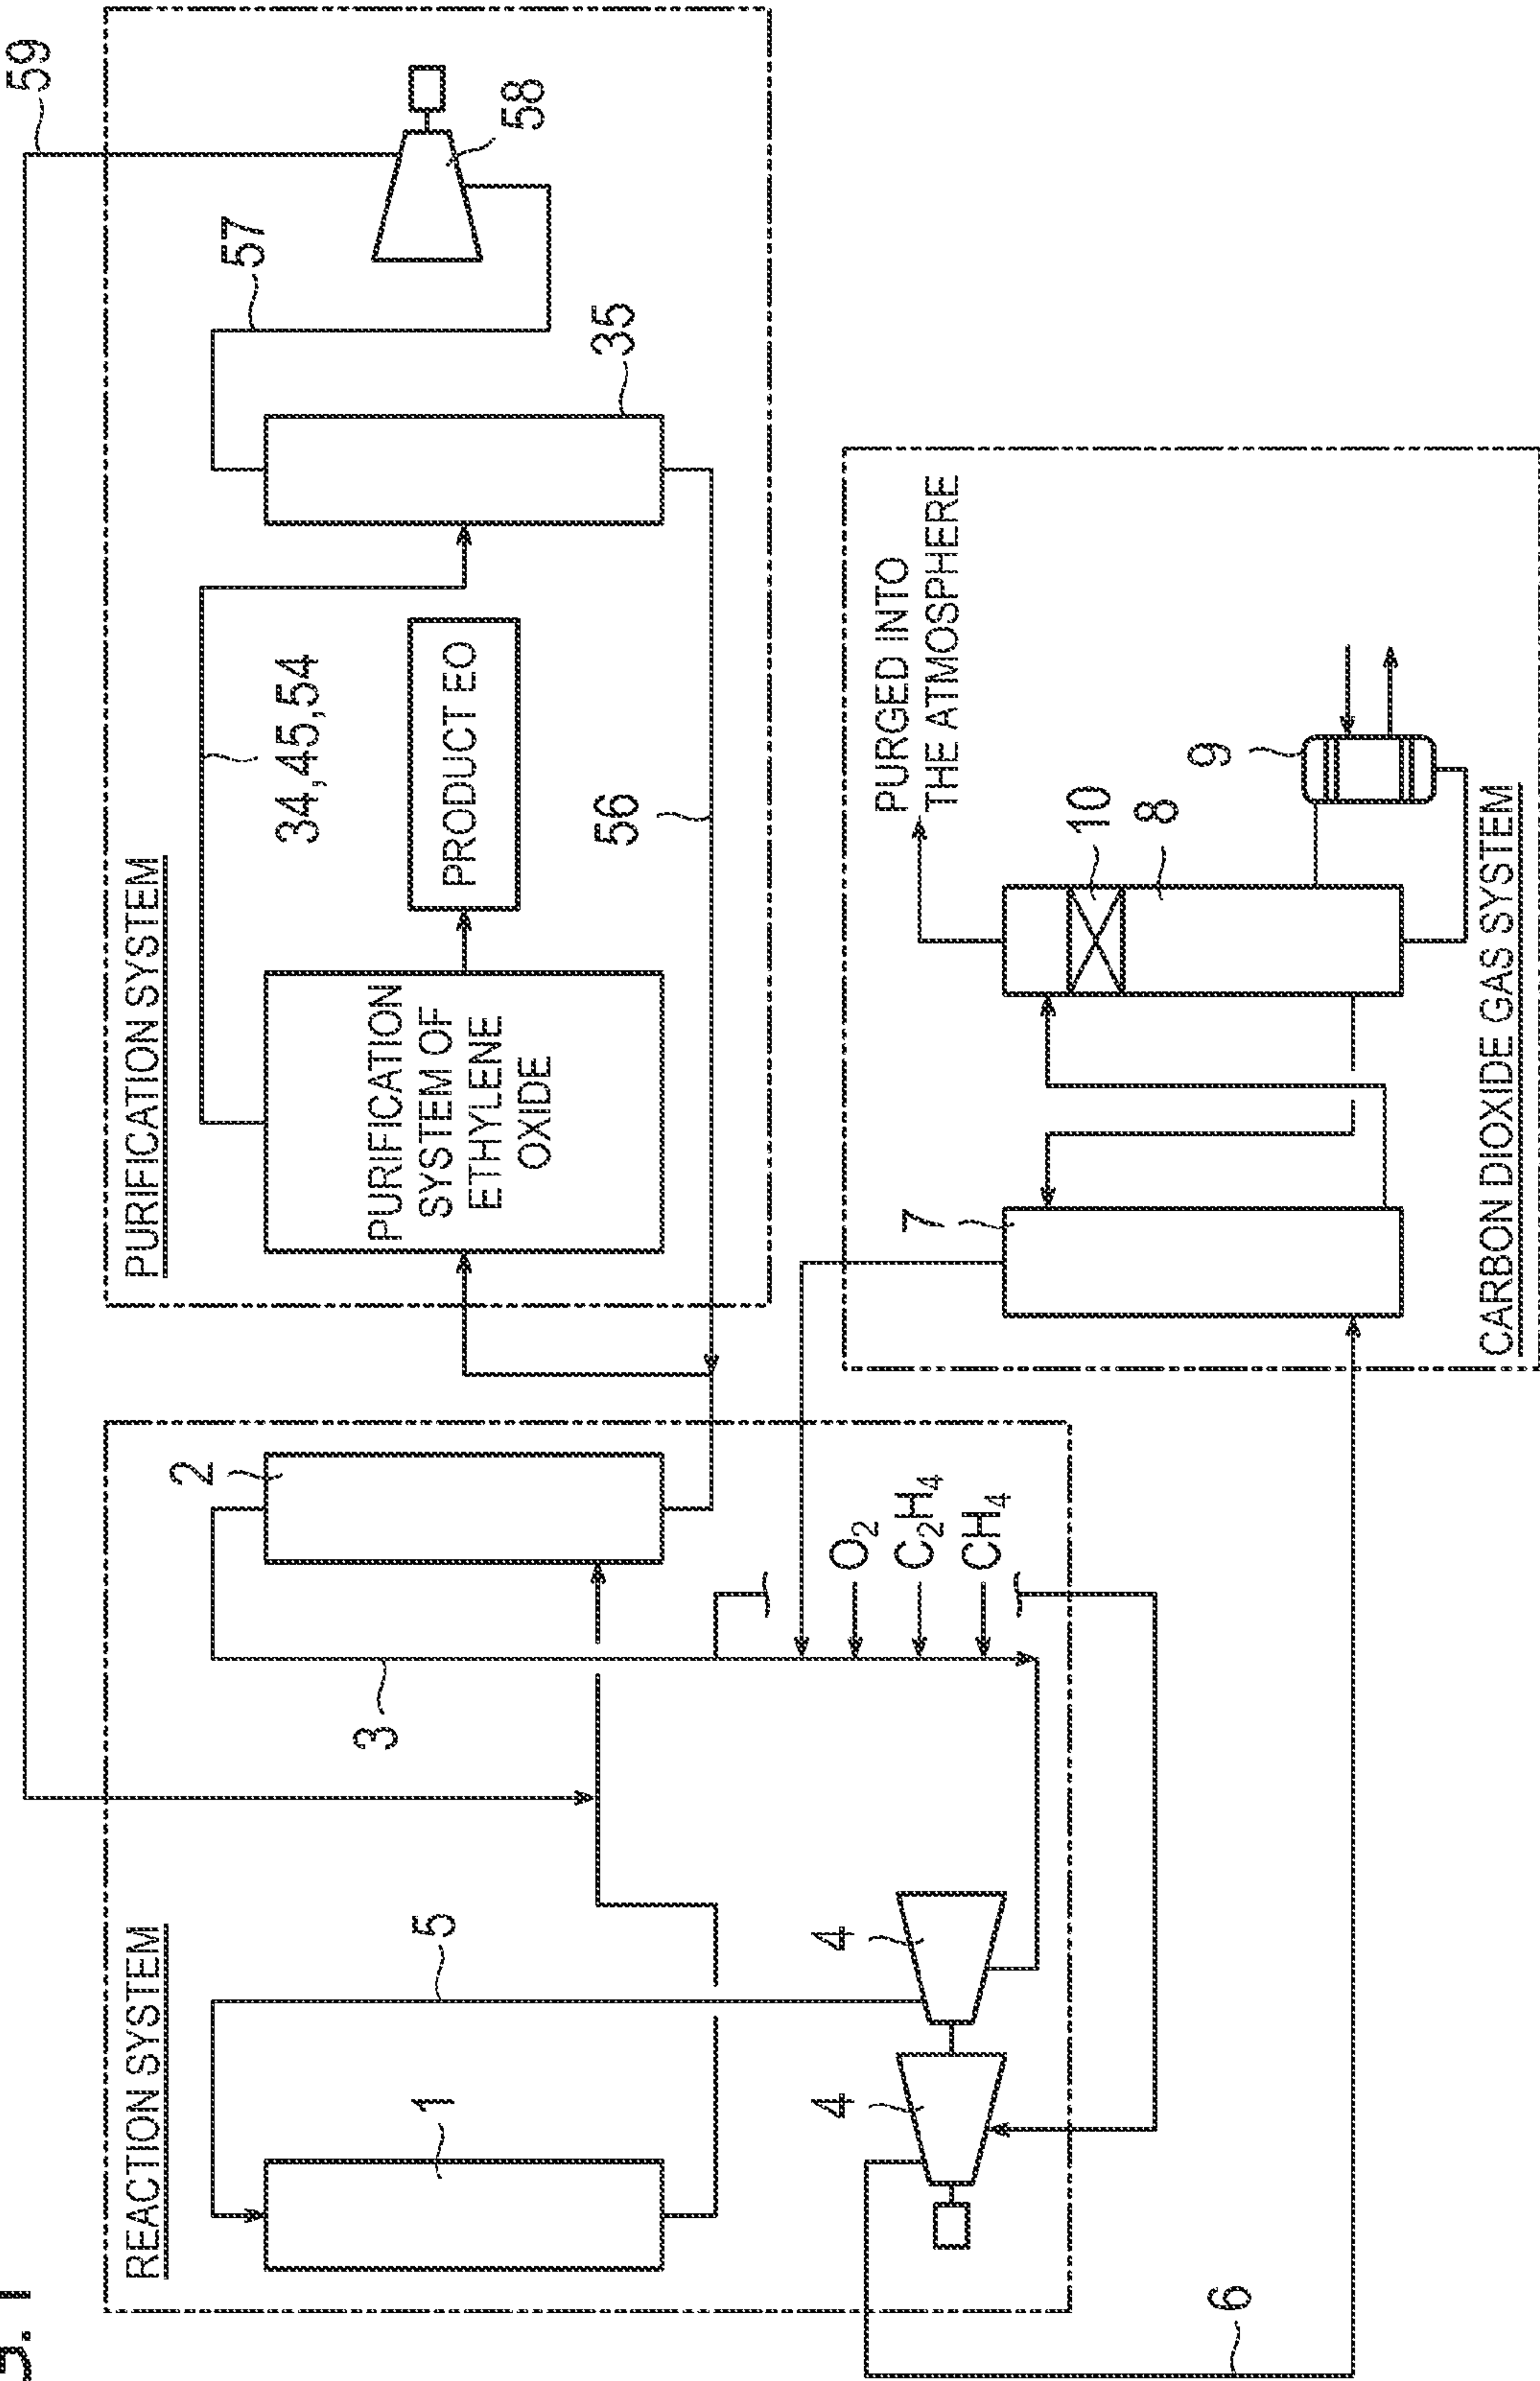 REACTION SYSTEM
1
5
3
2
4
4
6
O2
C2H4
CH4
PURIFICATION SYSTEM
PURIFICATION
SYSTEM OF
ETHYLENE
OXIDE
PRODUCT EO
34,45,54
56
35
57
58
59
7
PURGED INTO
THE ATMOSPHERE
10
8
9
CARBON DIOXIDE GAS SYSTEM